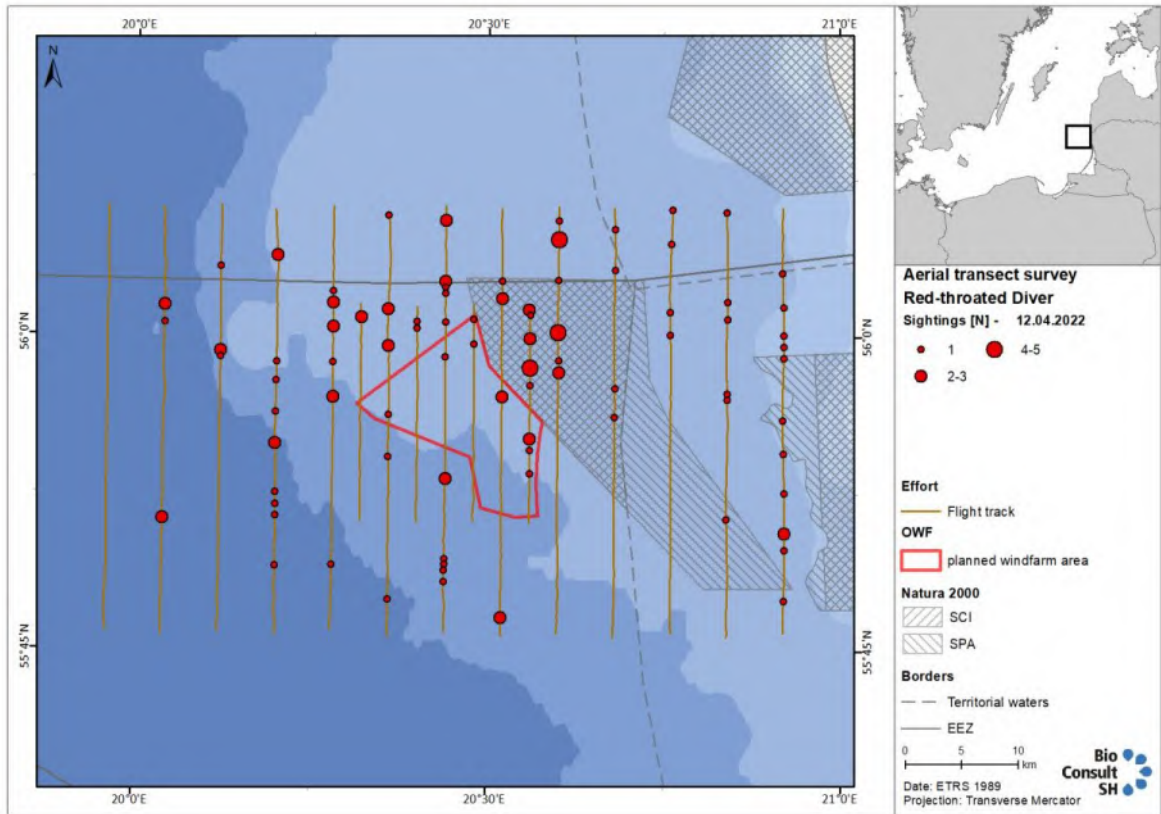 20°0'E
20°30'E
21°0'E
N
56°0'N
56°0'N
55°45'N
55°45'N
20°0'E
20°30'E
21°0'E
Aerial transect survey
Red-throated Diver
Sightings [N] - 12.04.2022
1
4-5
2-3
Effort
Flight track
OWF
planned windfarm area
Natura 2000
SCI
SPA
Borders
Territorial waters
EEZ
0 5 10
km
Date: ETRS 1989
Projection: Transverse Mercator
Bio
Consult
SH